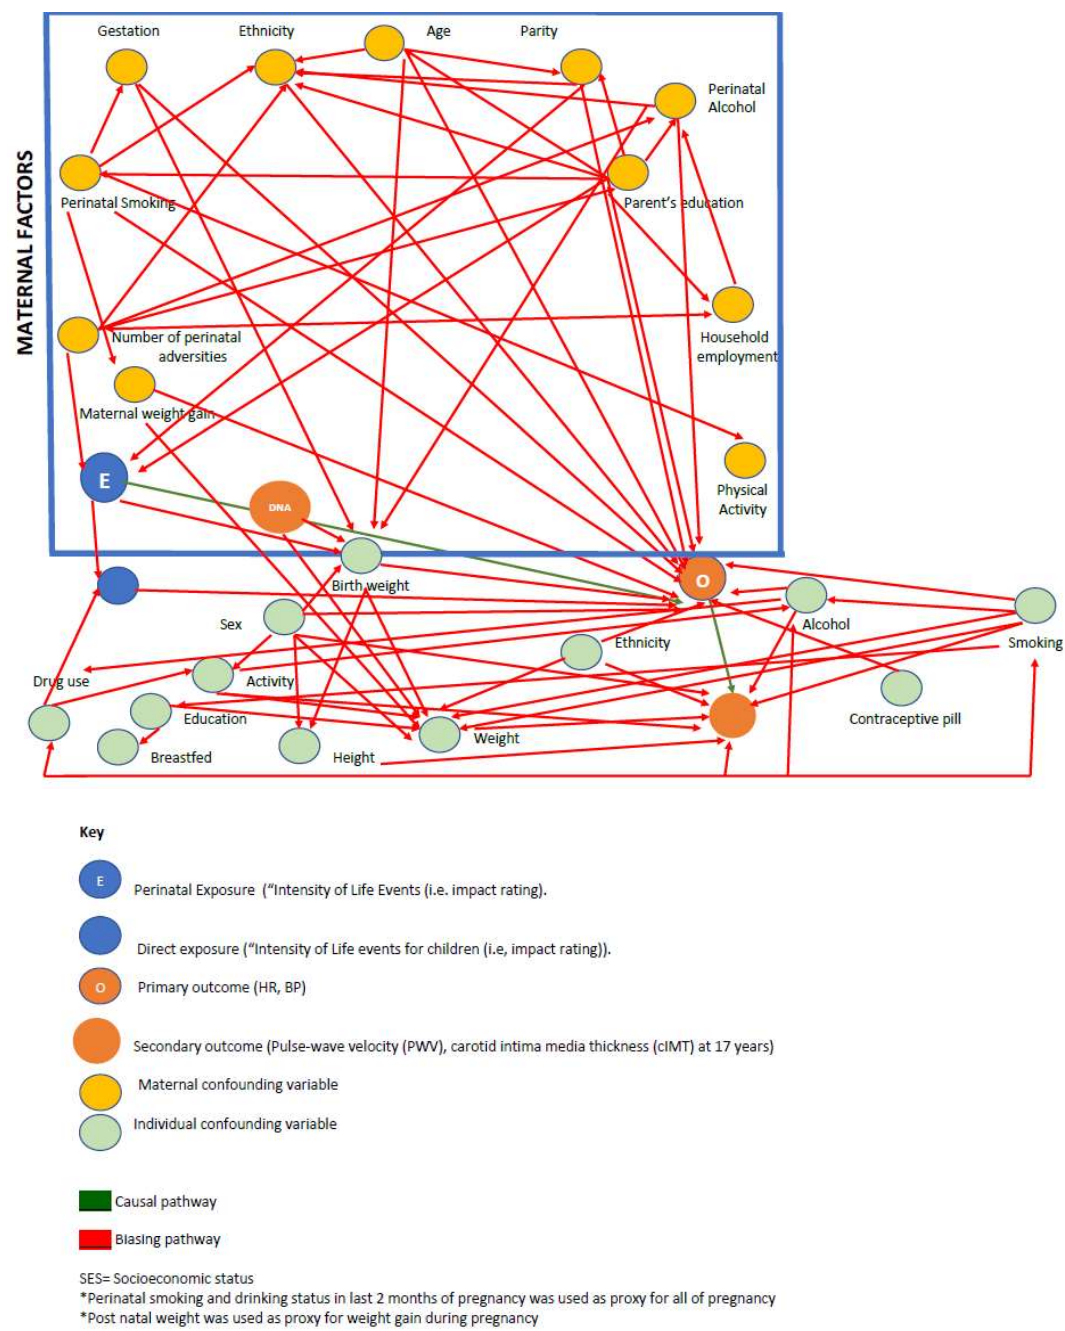 Gestation
Ethnicity
Age
Parity
Perinatal
Alcohol
MATERNAL FACTORS
Perinatal Smoking
Parent's education
Number of perinatal
adversities
Household
employment
Maternal weight gain
E
Physical
Activity
DNA
O
Birth weight
Sex
Alcohol
Ethnicity
Smoking
Drug use
Activity
Education
Contraceptive pill
Weight
Breastfed
Height
Key
E
Perinatal Exposure (“Intensity of Life Events (i.e. impact rating).
Direct exposure (“Intensity of Life events for children (i.e, impact rating)).
O
Primary outcome (HR, BP)
Secondary outcome (Pulse-wave velocity (PWV), carotid intima media thickness (cIMT) at 17 years)
Maternal confounding variable
Individual confounding variable
Causal pathway
Biasing pathway
SES= Socioeconomic status
*Perinatal smoking and drinking status in last 2 months of pregnancy was used as proxy for all of pregnancy
*Post natal weight was used as proxy for weight gain during pregnancy